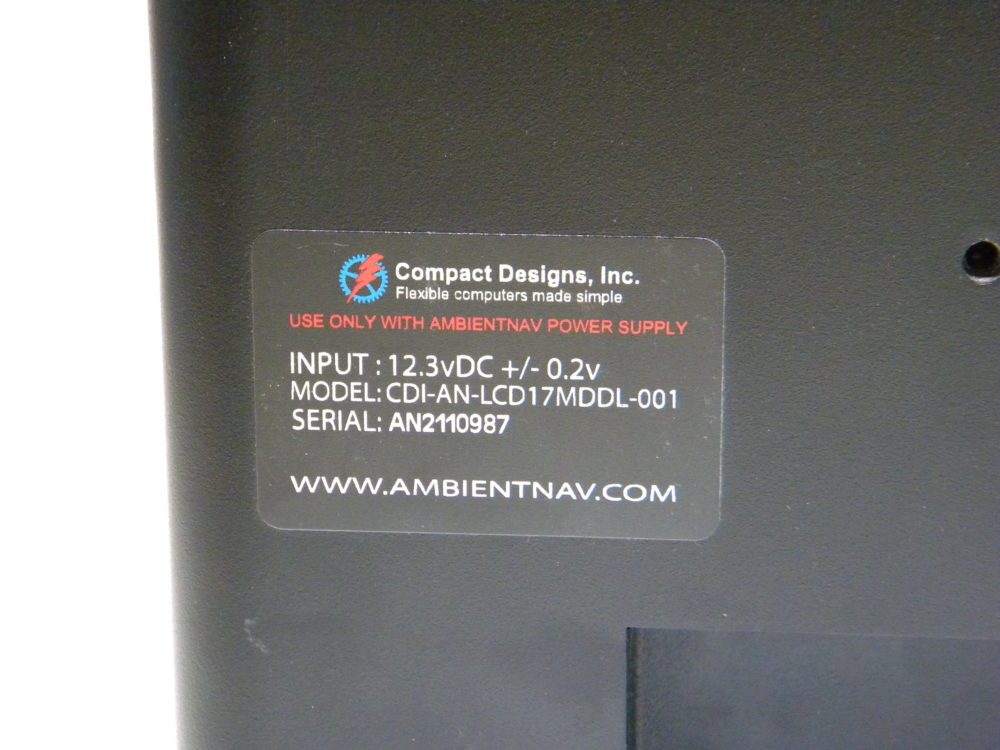 Compact Designs, Inc.
Flexible computers made simple
USE ONLY WITH AMBIENTNAV POWER SUPPLY
INPUT : 12.3vDC +/- 0.2v
MODEL: CDI-AN-LCD17MDDL-001
SERIAL: AN2110987
WWW.AMBIENTNAV.COM